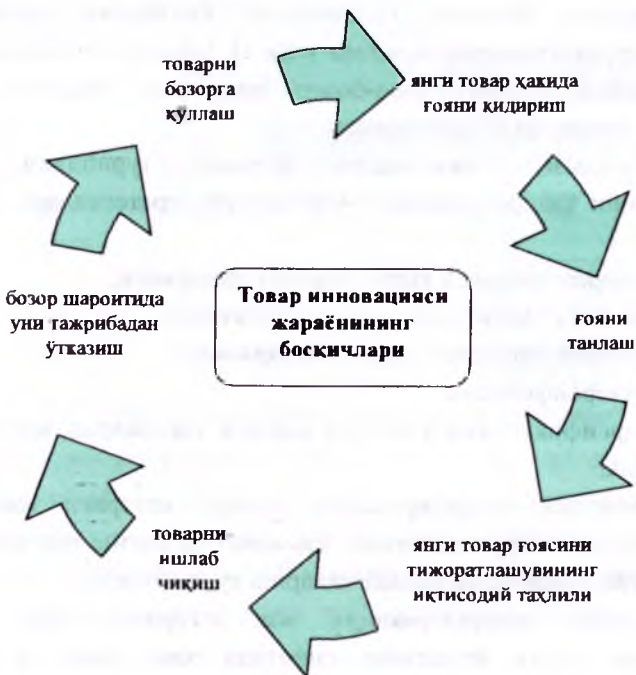 товарни
бозорга
қўллаш
янги товар ҳақида
ғояни қидириш
Товар инновацияси
жараёнининг
босқичлари
ғояни
танлаш
янги товар ғоясини
тижоратлашувининг
иқтисодий таҳлили
товарни
ишлаб
чиқиш
бозор шароитида
уни тажрибадан
ўтказиш